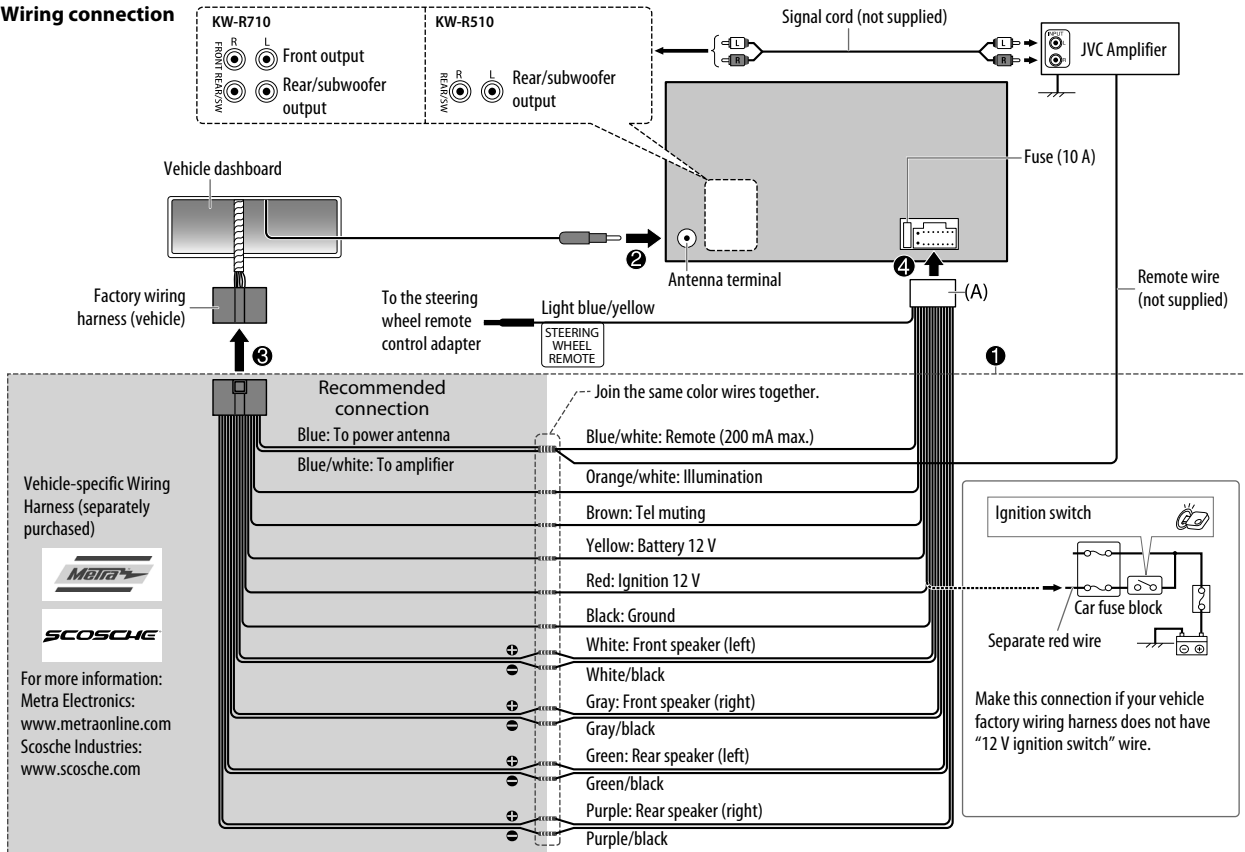 Wiring connection
KW-R710
R
L
FRONT
REAR/SW
Front output
Rear/subwoofer
output
KW-R510
R
L
REAR/SW
Rear/subwoofer
output
Signal cord (not supplied)
L
R
L
R
INPUT
L
R
JVC Amplifier
Fuse (10 A)
Vehicle dashboard
2
Antenna terminal
4
(A)
Remote wire
(not supplied)
Factory wiring
harness (vehicle)
To the steering
wheel remote
control adapter
Light blue/yellow
STEERING
WHEEL
REMOTE
3
1
Recommended
connection
Join the same color wires together.
Blue: To power antenna
Blue/white: To amplifier
Blue/white: Remote (200 mA max.)
Orange/white: Illumination
Brown: Tel muting
Yellow: Battery 12 V
Red: Ignition 12 V
Black: Ground
White: Front speaker (left)
White/black
Gray: Front speaker (right)
Gray/black
Green: Rear speaker (left)
Green/black
Purple: Rear speaker (right)
Purple/black
Vehicle-specific Wiring
Harness (separately
purchased)
Metra
SCOSCHE
For more information:
Metra Electronics:
www.metraonline.com
Scosche Industries:
www.scosche.com
Ignition switch
Car fuse block
Separate red wire
Make this connection if your vehicle
factory wiring harness does not have
“12 V ignition switch” wire.